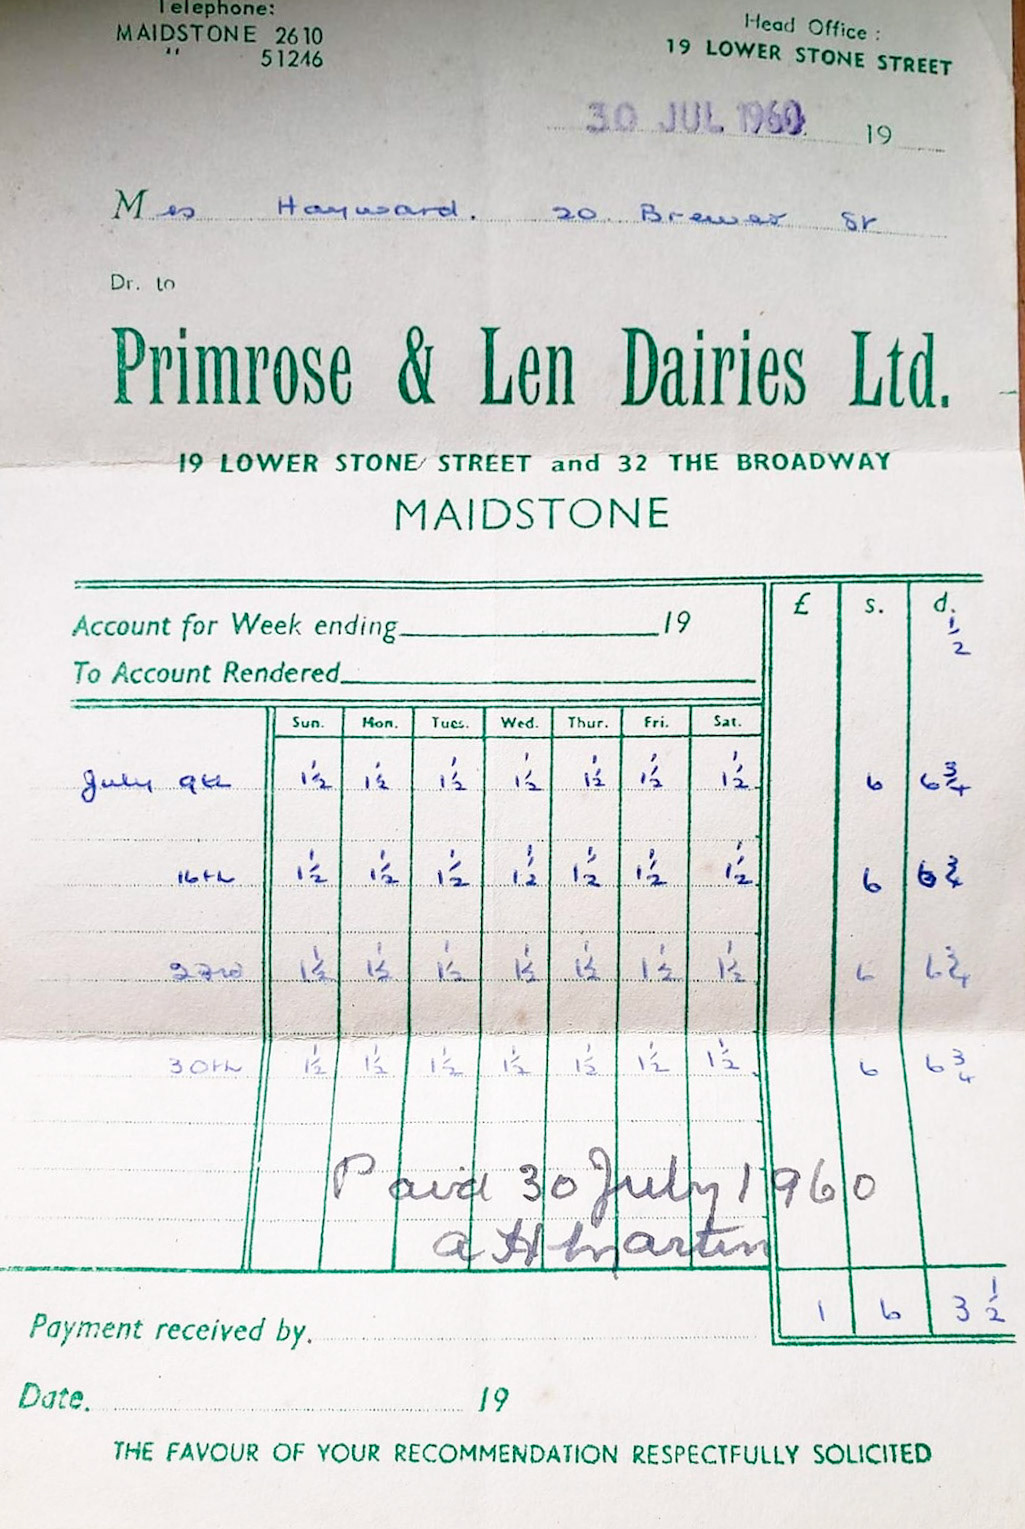 Telephone:
MAIDSTONE 2610
" 51246
Head Office :
19 LOWER STONE STREET
30 JUL 1960 19
Mrs Hayward. 20 Brewer St
Dr. to
Primrose & Len Dairies Ltd.
19 LOWER STONE STREET and 32 THE BROADWAY
MAIDSTONE
Account for Week ending 19 £ s. d.
½
To Account Rendered
Sun. Mon. Tues. Wed. Thur. Fri. Sat.
July 9th 1½ 1½ 1½ 1½ 1½ 1½ 1½ 6 6¾
16th 1½ 1½ 1½ 1½ 1½ 1½ 1½ 6 6¾
23rd 1½ 1½ 1½ 1½ 1½ 1½ 1½ 6 6¾
30th 1½ 1½ 1½ 1½ 1½ 1½ 1½ 6 6¾
Paid 30 July 1960
A H Martin
1 6 3½
Payment received by.
Date. 19
THE FAVOUR OF YOUR RECOMMENDATION RESPECTFULLY SOLICITED